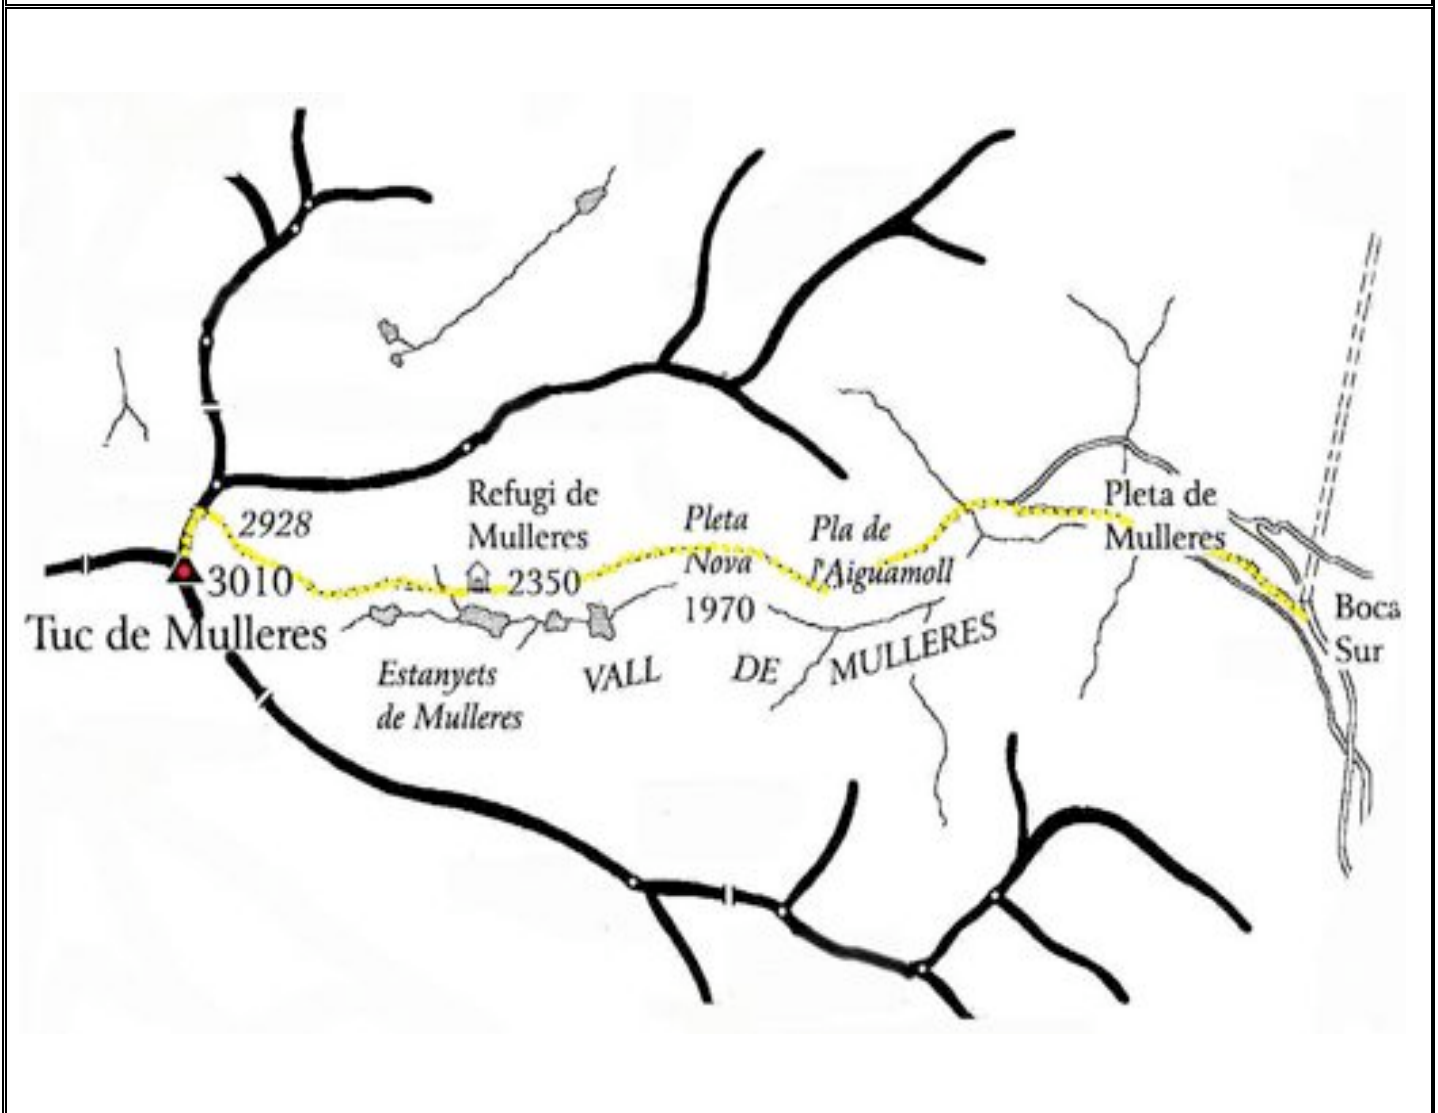 Refugi de
Mulleres
2350
2928
3010
Tuc de Mulleres
Pleta
Nova
1970
Pla de
l'Aiguamoll
Pleta de
Mulleres
Boca
Sur
Estanyets
de Mulleres
VALL DE MULLERES